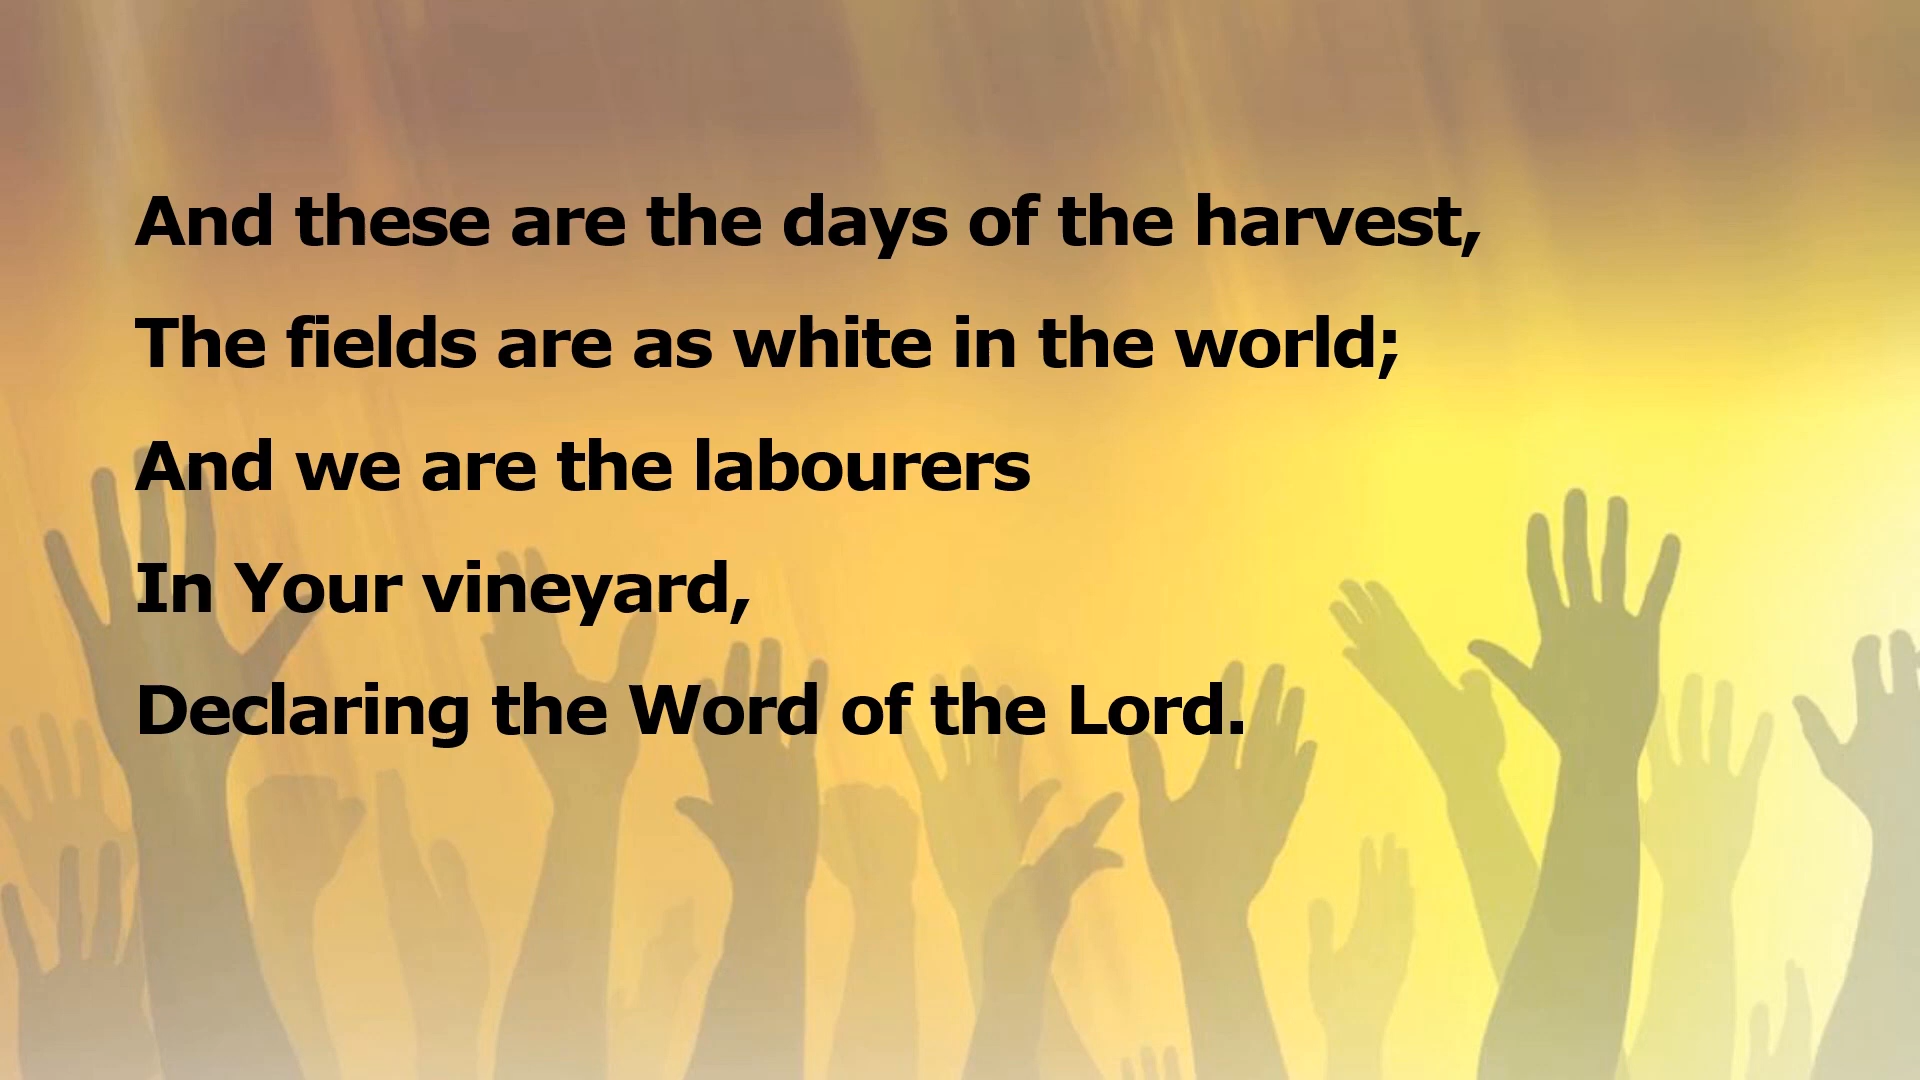 And these are the days of the harvest,
The fields are as white in the world;
And we are the labourers
In Your vineyard,
Declaring the Word of the Lord.